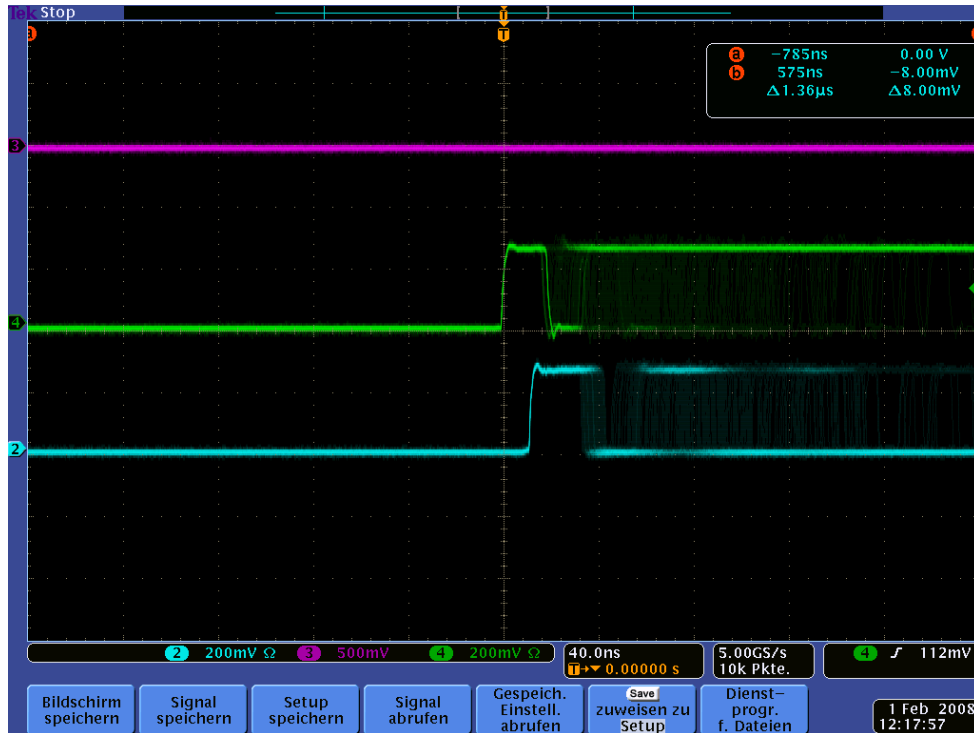 Tek Stop
T
a
T
a −785ns 0.00 V
b 575ns −8.00mV
Δ1.36µs Δ8.00mV
3
4
2
2 200mV Ω 3 500mV 4 200mV Ω
40.0ns
T→▼ 0.00000 s
5.00GS/s
10k Pkte.
4 ʃ 112mV
Bildschirm
speichern
Signal
speichern
Setup
speichern
Signal
abrufen
Gespeich.
Einstell.
abrufen
Save
zuweisen zu
Setup
Dienst–
progr.
f. Dateien
1 Feb 2008
12:17:57